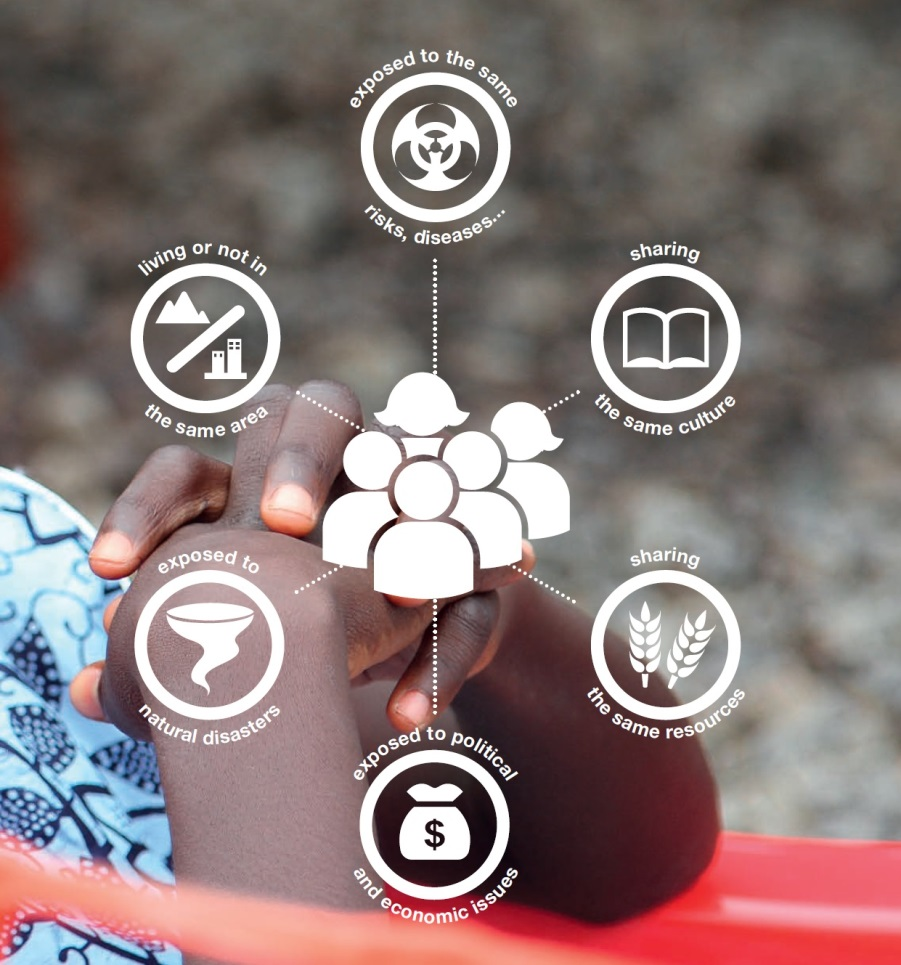 exposed to the same
risks, diseases...
living or not in
the same area
sharing
the same culture
exposed to
natural disasters
sharing
the same resources
exposed to political
$
and economic issues